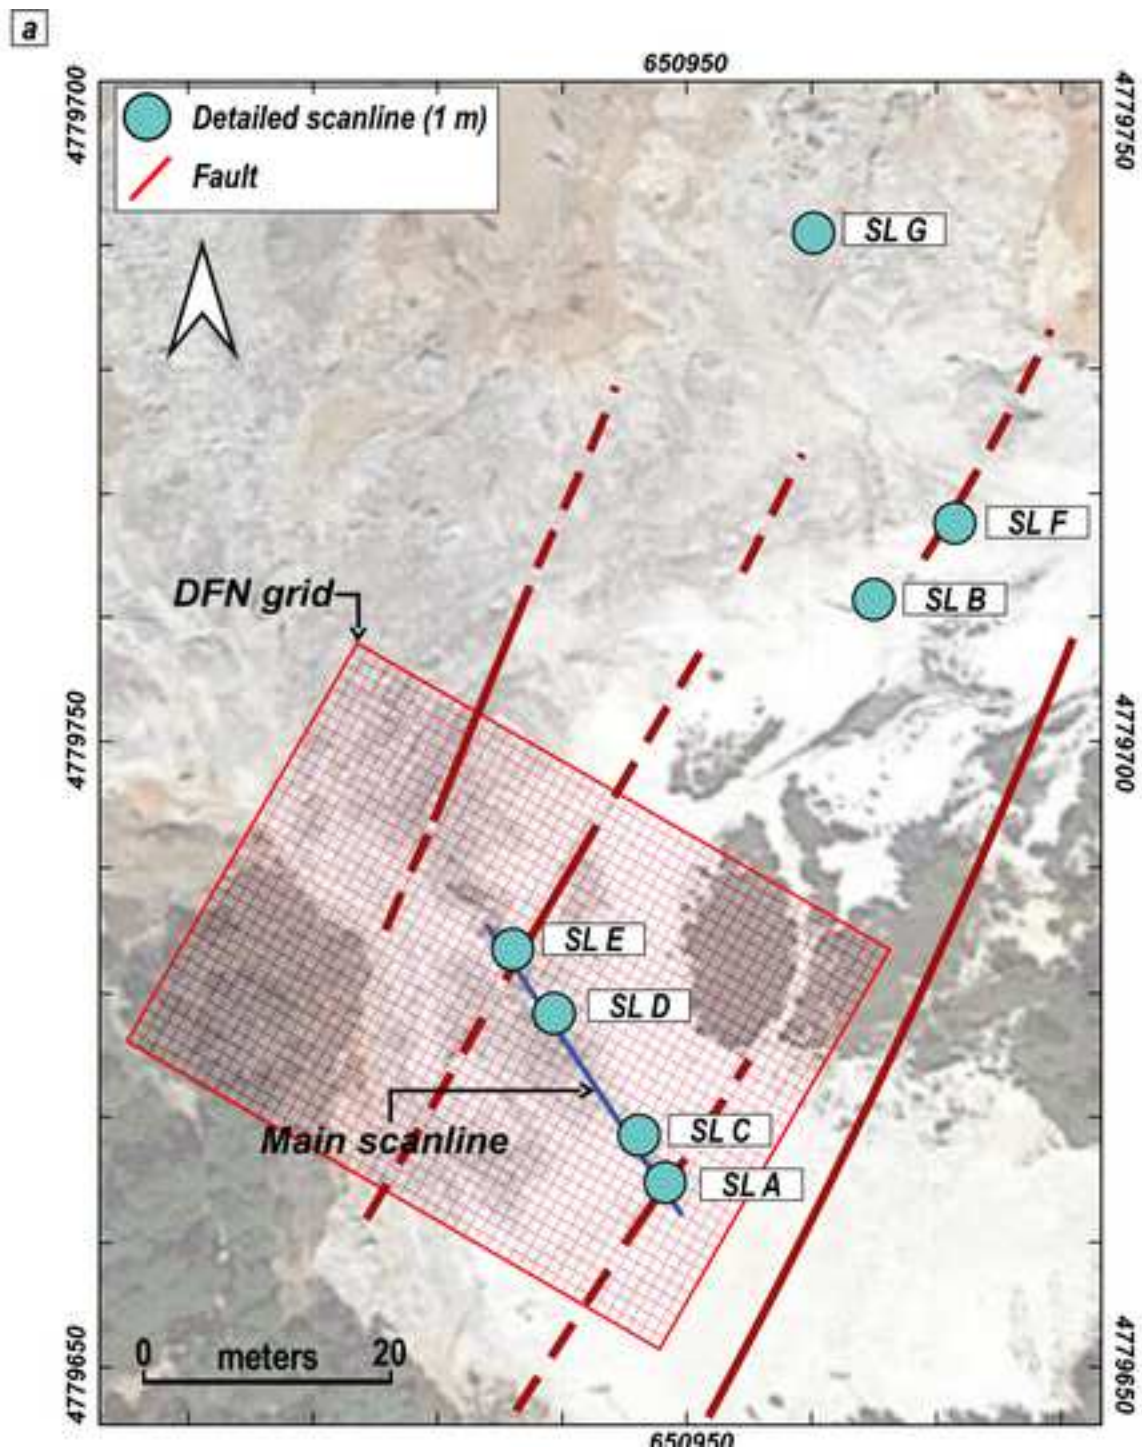 a
650950
4779700
4779750
Detailed scanline (1 m)
Fault
SL G
SL F
SL B
DFN grid
4779750
4779700
SL E
SL D
SL C
Main scanline
SL A
4779650
4779650
0 meters 20
650950